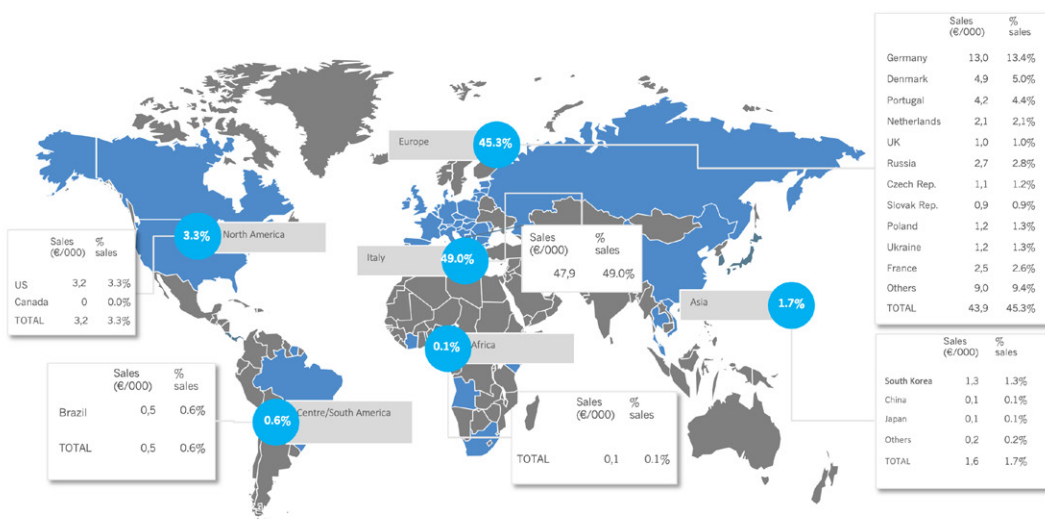 Sales (€/000) % sales
Germany 13,0 13.4%
Denmark 4,9 5.0%
Portugal 4,2 4.4%
Netherlands 2,1 2,1%
UK 1,0 1.0%
Russia 2,7 2.8%
Czech Rep. 1,1 1.2%
Slovak Rep. 0,9 0.9%
Poland 1,2 1.3%
Ukraine 1,2 1.3%
France 2,5 2.6%
Others 9,0 9.4%
TOTAL 43,9 45.3%
Europe 45.3%
3.3% North America
Sales (€/000) % sales
US 3,2 3.3%
Canada 0 0.0%
TOTAL 3,2 3.3%
Italy 49.0%
Sales (€/000) % sales
47,9 49.0%
Asia 1.7%
0.1% Africa
Sales (€/000) % sales
South Korea 1,3 1.3%
China 0,1 0.1%
Japan 0,1 0.1%
Others 0,2 0.2%
TOTAL 1,6 1.7%
Sales (€/000) % sales
Brazil 0,5 0.6%
TOTAL 0,5 0.6%
0.6% Centre/South America
Sales (€/000) % sales
TOTAL 0,1 0.1%